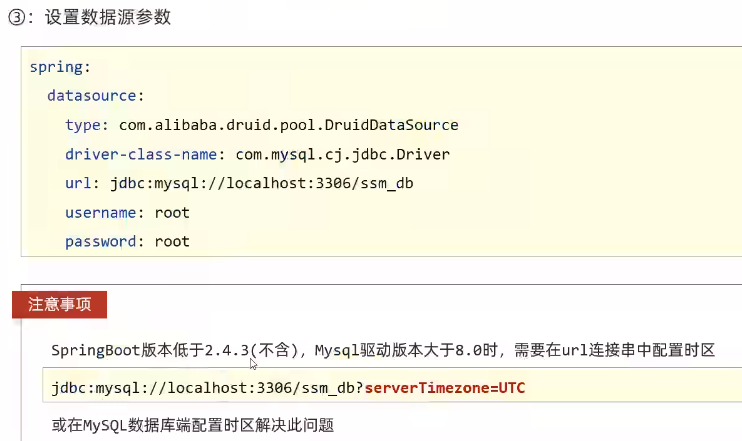 ③：设置数据源参数
spring:
  datasource:
    type: com.alibaba.druid.pool.DruidDataSource
    driver-class-name: com.mysql.cj.jdbc.Driver
    url: jdbc:mysql://localhost:3306/ssm_db
    username: root
    password: root
注意事项
SpringBoot版本低于2.4.3(不含)，Mysql驱动版本大于8.0时，需要在url连接串中配置时区
jdbc:mysql://localhost:3306/ssm_db?serverTimezone=UTC
或在MySQL数据库端配置时区解决此问题